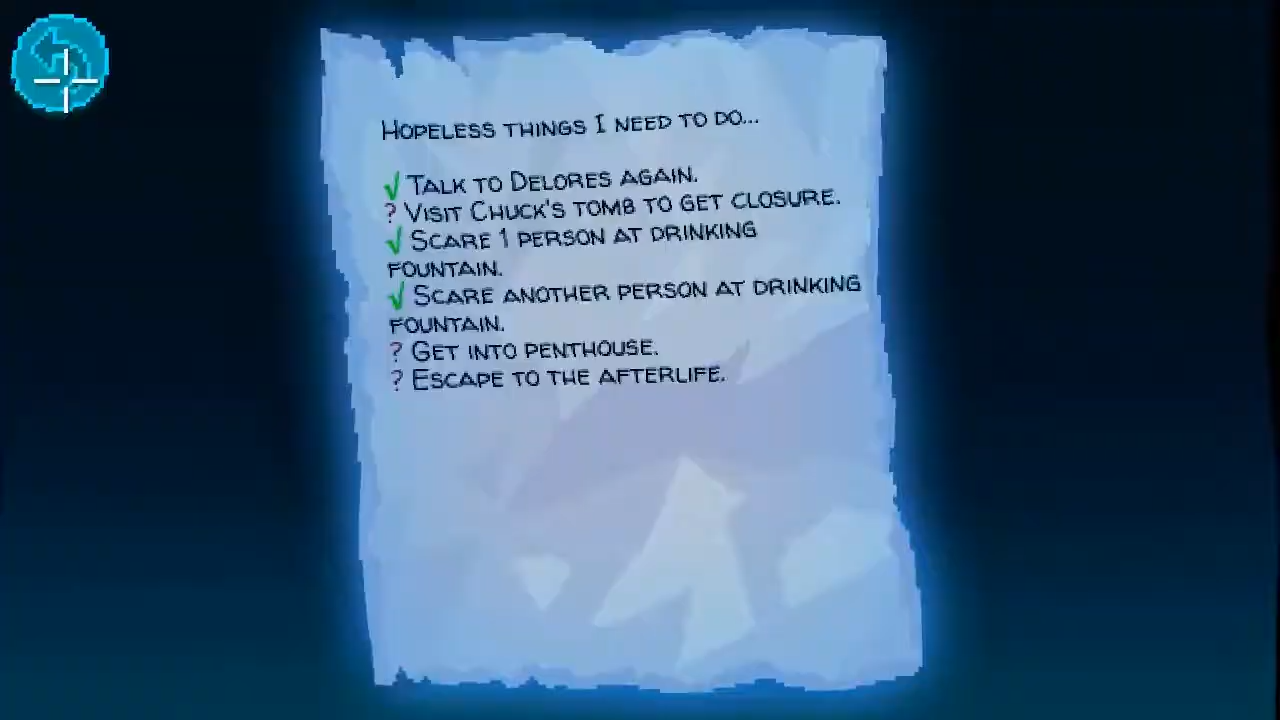 Hopeless things I need to do...
√ Talk to Delores again.
? Visit Chuck's tomb to get closure.
√ Scare 1 person at drinking
fountain.
√ Scare another person at drinking
fountain.
? Get into penthouse.
? Escape to the afterlife.